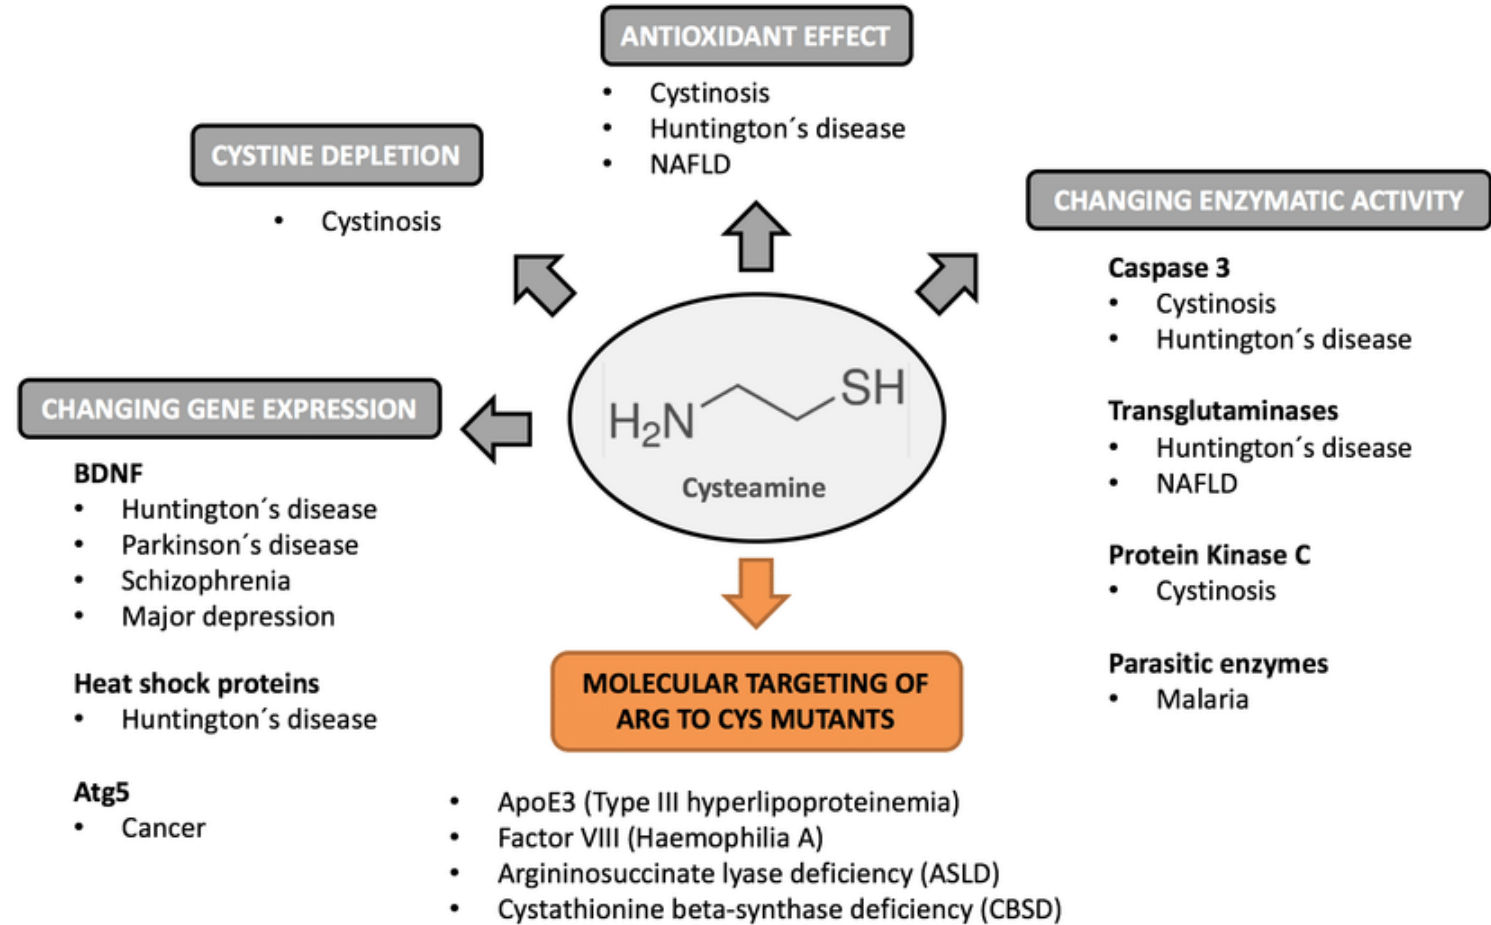 ANTIOXIDANT EFFECT
• Cystinosis
• Huntington´s disease
• NAFLD
CYSTINE DEPLETION
• Cystinosis
CHANGING ENZYMATIC ACTIVITY
Caspase 3
• Cystinosis
• Huntington´s disease
Transglutaminases
• Huntington´s disease
• NAFLD
Protein Kinase C
• Cystinosis
Parasitic enzymes
• Malaria
CHANGING GENE EXPRESSION
BDNF
• Huntington´s disease
• Parkinson´s disease
• Schizophrenia
• Major depression
Heat shock proteins
• Huntington´s disease
Atg5
• Cancer
H₂N SH
Cysteamine
MOLECULAR TARGETING OF
ARG TO CYS MUTANTS
• ApoE3 (Type III hyperlipoproteinemia)
• Factor VIII (Haemophilia A)
• Argininosuccinate lyase deficiency (ASLD)
• Cystathionine beta-synthase deficiency (CBSD)